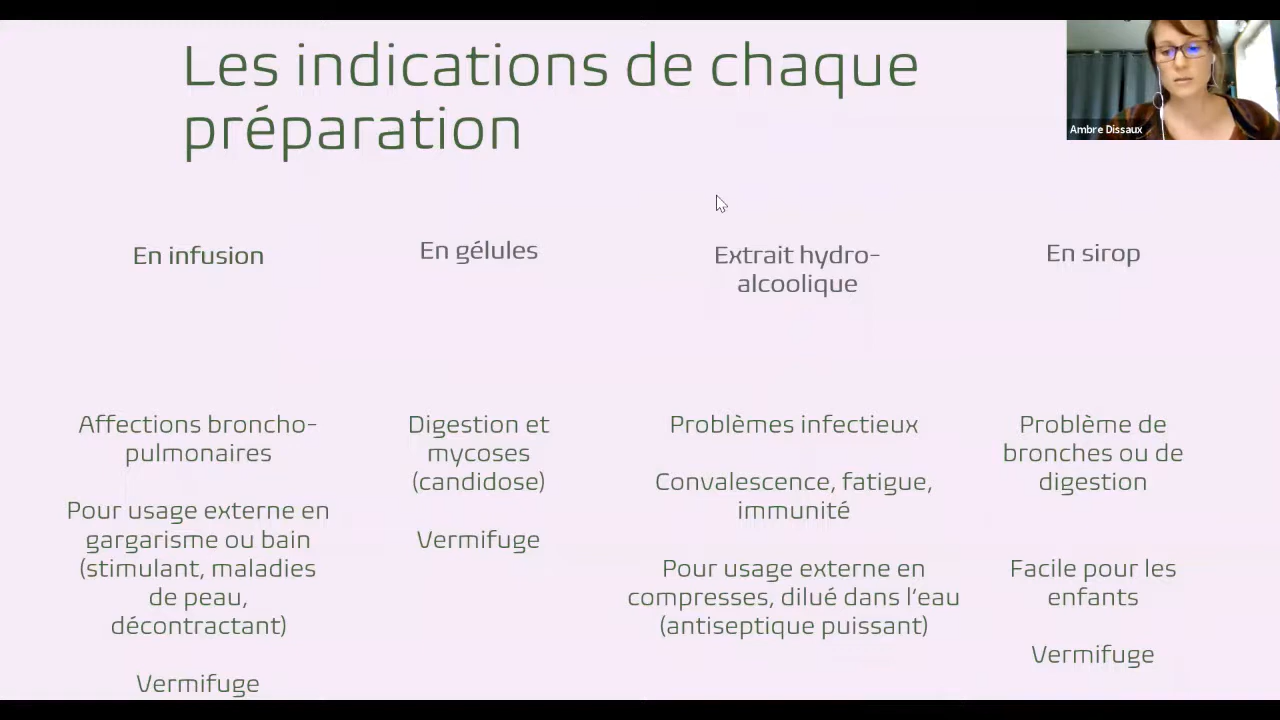 Les indications de chaque
préparation
Ambre Dissaux
En infusion
Affections broncho-
pulmonaires
Pour usage externe en
gargarisme ou bain
(stimulant, maladies
de peau,
décontractant)
Vermifuge
En gélules
Digestion et
mycoses
(candidose)
Vermifuge
Extrait hydro-
alcoolique
Problèmes infectieux
Convalescence, fatigue,
immunité
Pour usage externe en
compresses, dilué dans l'eau
(antiseptique puissant)
En sirop
Problème de
bronches ou de
digestion
Facile pour les
enfants
Vermifuge